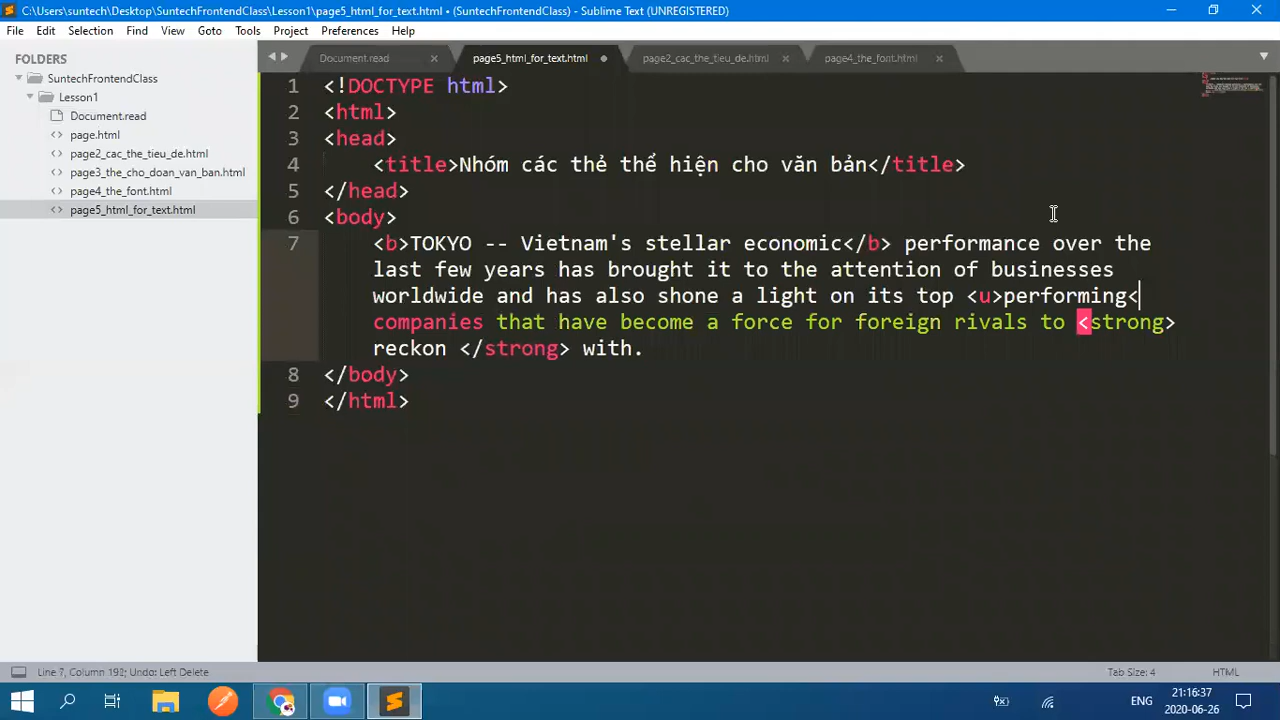 C:\Users\suntech\Desktop\SuntechFrontendClass\Lesson1\page5_html_for_text.html • (SuntechFrontendClass) - Sublime Text (UNREGISTERED)
File Edit Selection Find View Goto Tools Project Preferences Help
FOLDERS
SuntechFrontendClass
Lesson1
Document.read
page.html
page2_cac_the_tieu_de.html
page3_the_cho_doan_van_ban.html
page4_the_font.html
page5_html_for_text.html
Document.read page5_html_for_text.html page2_cac_the_tieu_de.html page4_the_font.html
1 <!DOCTYPE html>
2 <html>
3 <head>
4 <title>Nhóm các thẻ thể hiện cho văn bản</title>
5 </head>
6 <body>
7 <b>TOKYO -- Vietnam's stellar economic</b> performance over the
last few years has brought it to the attention of businesses
worldwide and has also shone a light on its top <u>performing<
companies that have become a force for foreign rivals to <strong>
reckon </strong> with.
8 </body>
9 </html>
Line 7, Column 192; Undo: Left Delete
Tab Size: 4 HTML
ENG
21:16:37
2020-06-26